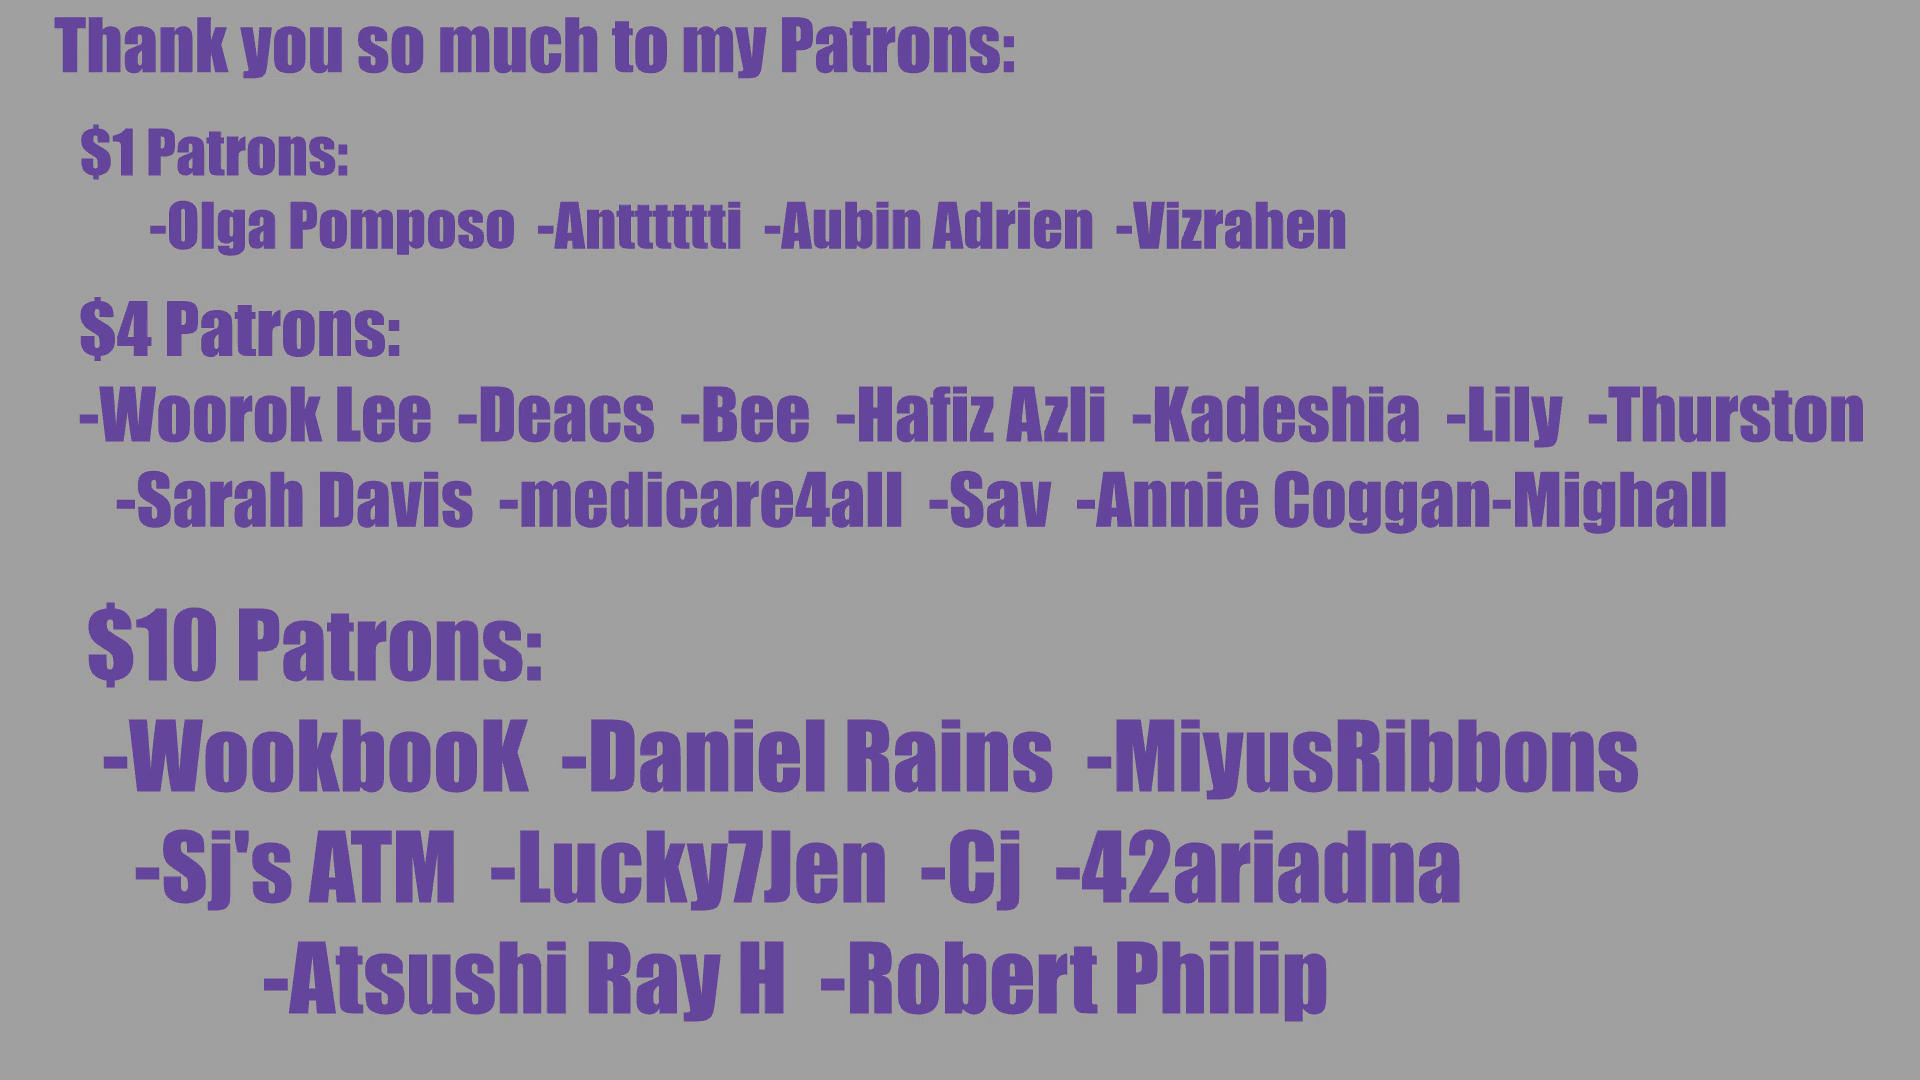 Thank you so much to my Patrons:
$1 Patrons:
-Olga Pomposo -Anttttttti -Aubin Adrien -Vizrahen
$4 Patrons:
-Woorok Lee -Deacs -Bee -Hafiz Azli -Kadeshia -Lily -Thurston
-Sarah Davis -medicare4all -Sav -Annie Coggan-Mighall
$10 Patrons:
-WookbooK -Daniel Rains -MiyusRibbons
-Sj's ATM -Lucky7Jen -Cj -42ariadna
-Atsushi Ray H -Robert Philip